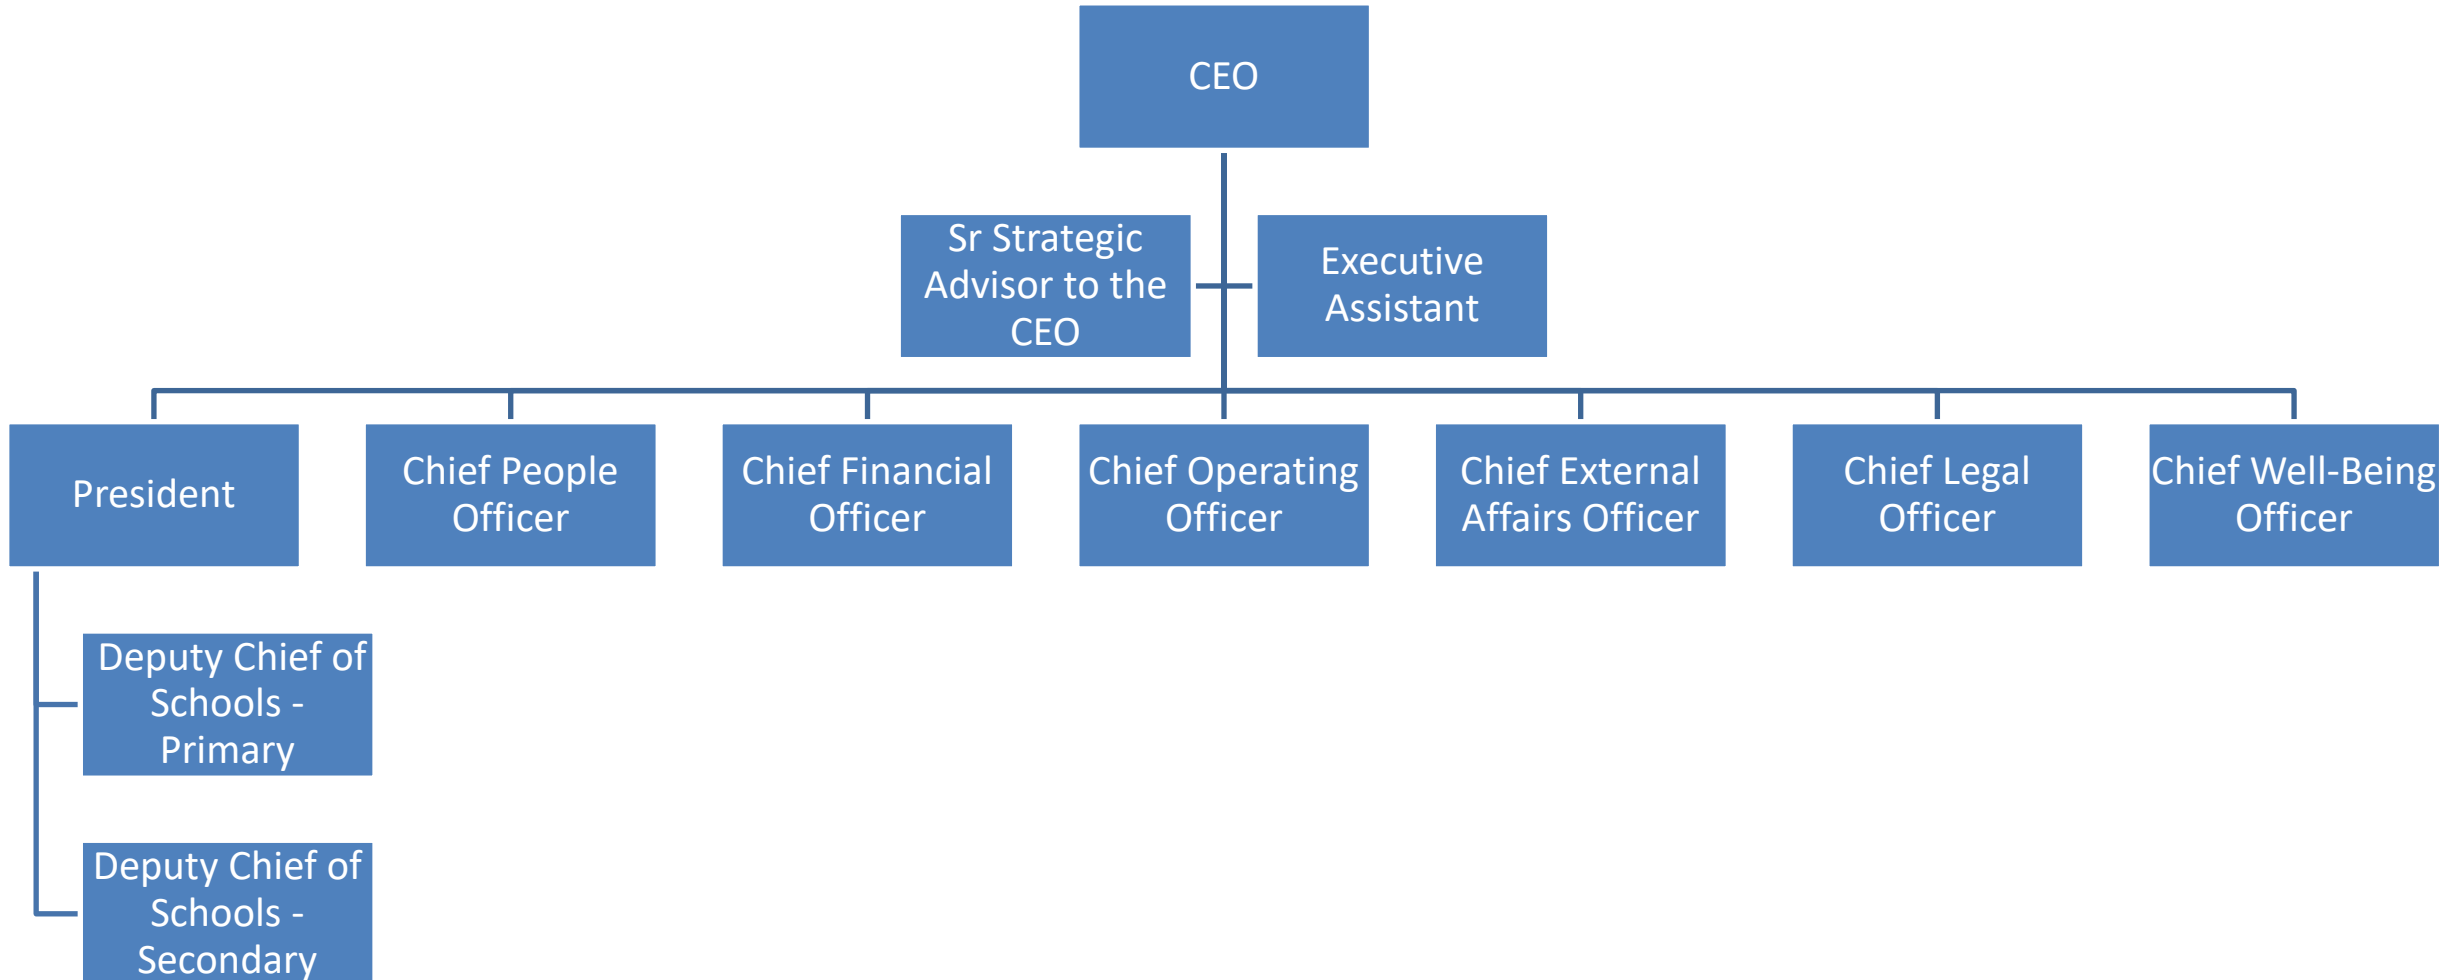 CEO
Sr Strategic
Advisor to the
CEO
Executive
Assistant
President
Chief People
Officer
Chief Financial
Officer
Chief Operating
Officer
Chief External
Affairs Officer
Chief Legal
Officer
Chief Well-Being
Officer
Deputy Chief of
Schools -
Primary
Deputy Chief of
Schools -
Secondary